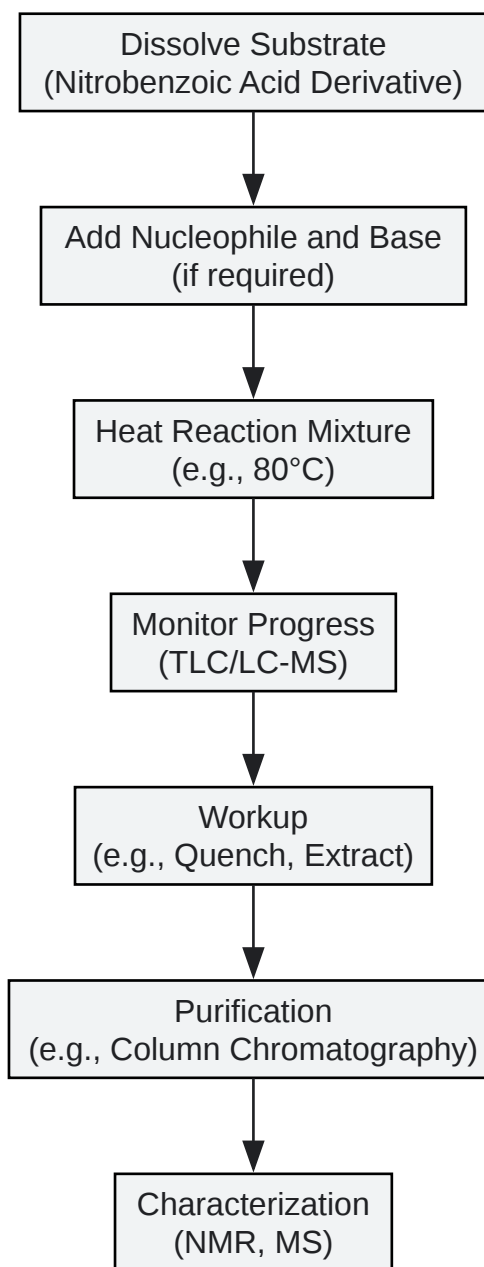 Dissolve Substrate
(Nitrobenzoic Acid Derivative)
Add Nucleophile and Base
(if required)
Heat Reaction Mixture
(e.g., 80°C)
Monitor Progress
(TLC/LC-MS)
Workup
(e.g., Quench, Extract)
Purification
(e.g., Column Chromatography)
Characterization
(NMR, MS)